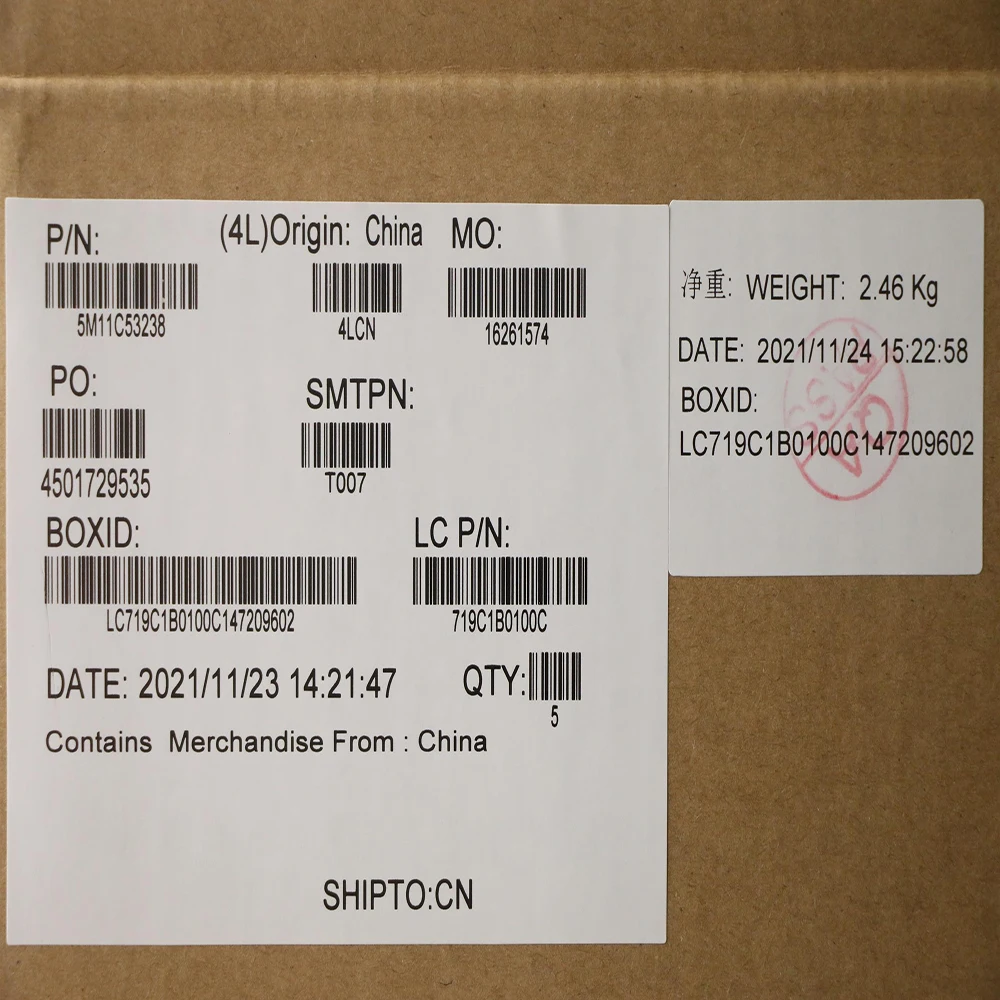 P/N: (4L)Origin: China MO:
5M11C53238 4LCN 16261574
PO: SMTPN:
4501729535 T007
BOXID: LC P/N:
LC719C1B0100C147209602 719C1B0100C
DATE: 2021/11/23 14:21:47 QTY:
5
Contains Merchandise From : China
SHIPTO:CN
净重: WEIGHT: 2.46 Kg
DATE: 2021/11/24 15:22:58
BOXID:
LC719C1B0100C147209602
QA
PASS